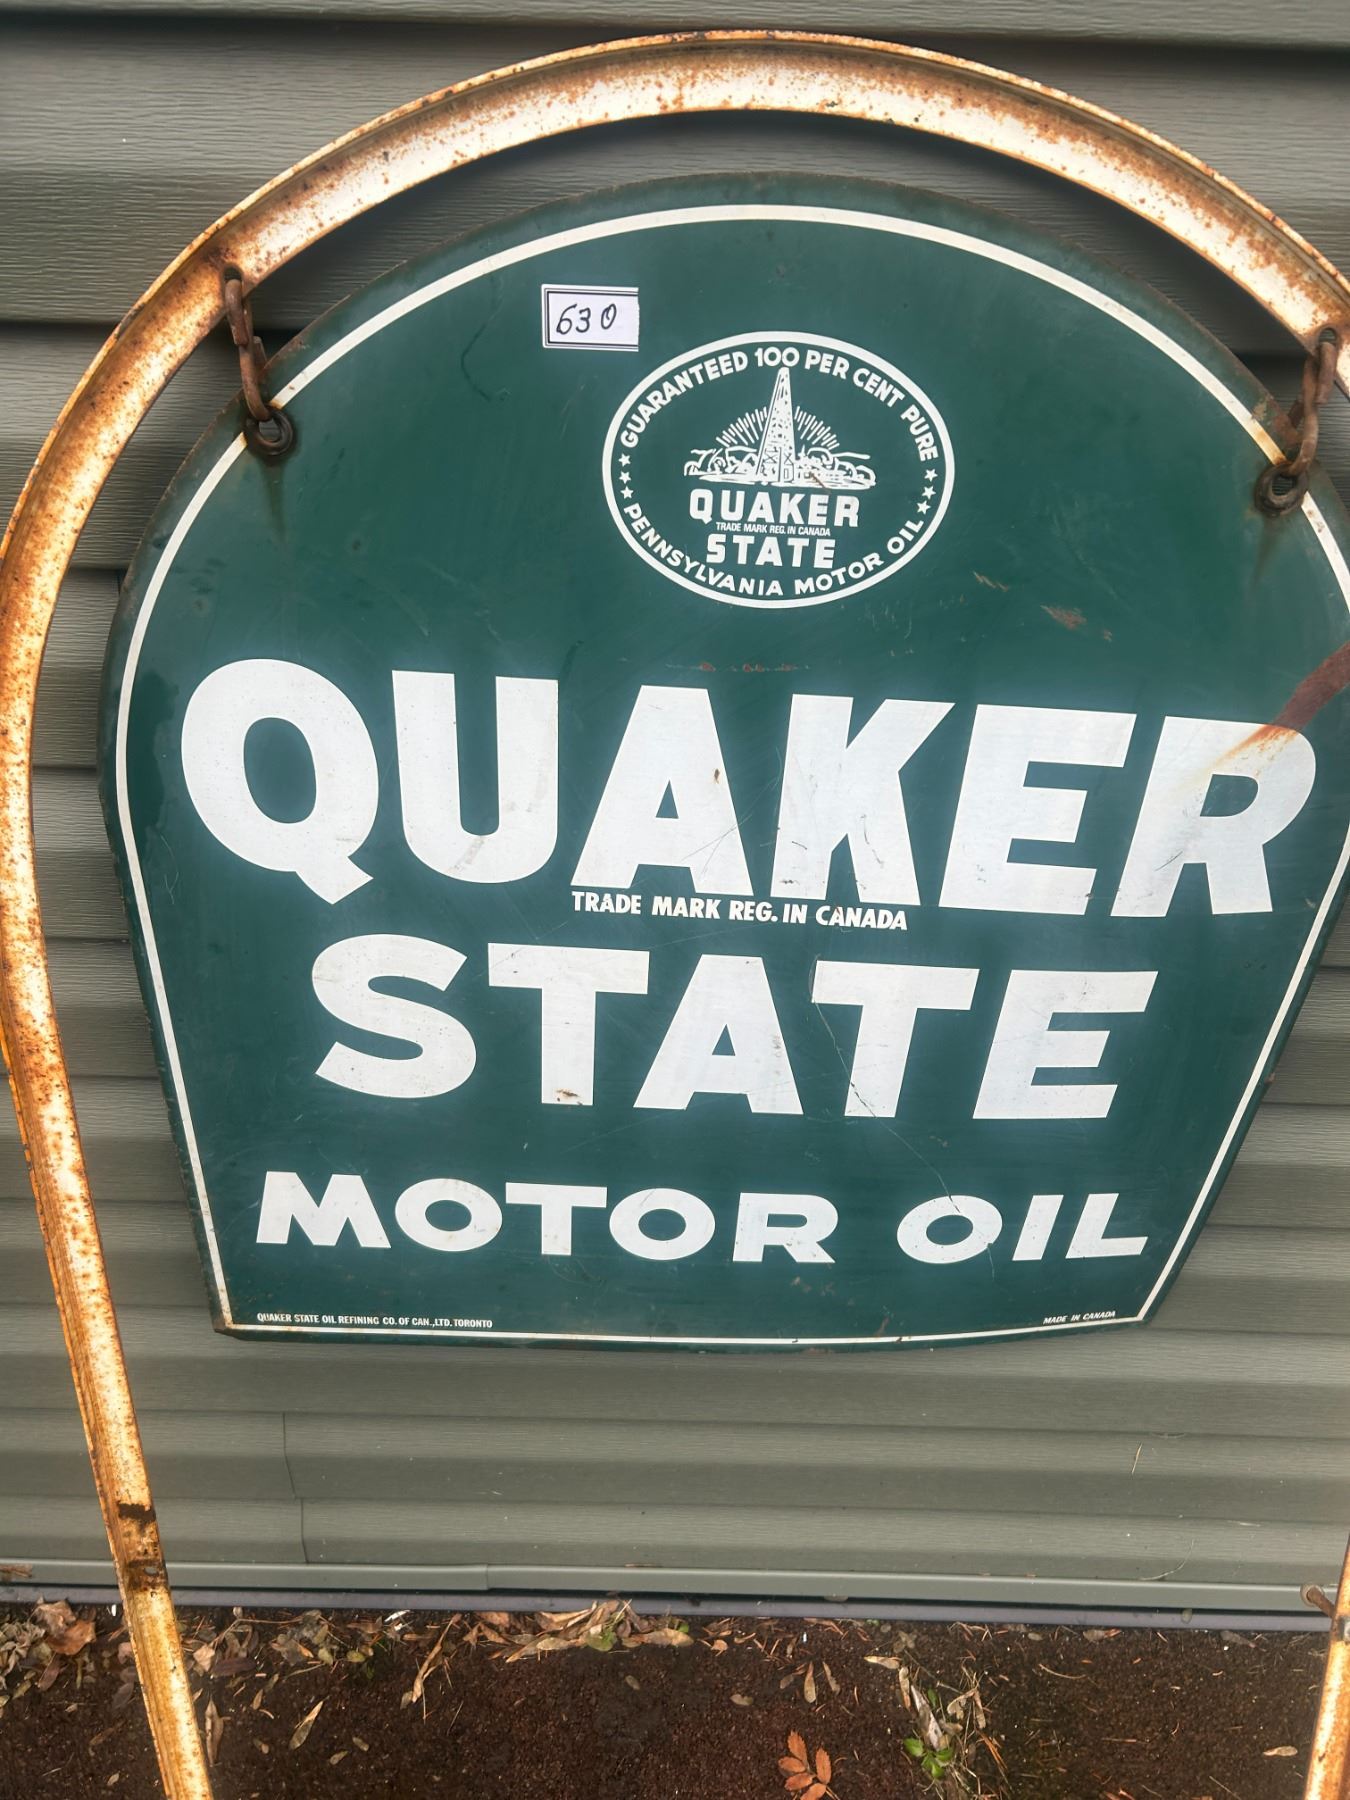 630
GUARANTEED 100 PER CENT PURE
QUAKER
TRADE MARK REG. IN CANADA
STATE
PENNSYLVANIA MOTOR OIL
QUAKER
TRADE MARK REG. IN CANADA
STATE
MOTOR OIL
QUAKER STATE OIL REFINING CO. OF CAN., LTD. TORONTO
MADE IN CANADA